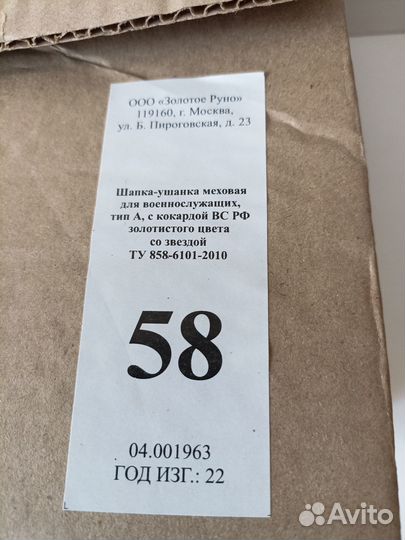 ООО «Золотое Руно»
119160, г. Москва,
ул. Б. Пироговская, д. 23
Шапка-ушанка меховая
для военнослужащих,
тип А, с кокардой ВС РФ
золотистого цвета
со звездой
ТУ 858-6101-2010
58
04.001963
ГОД ИЗГ.: 22
Avito